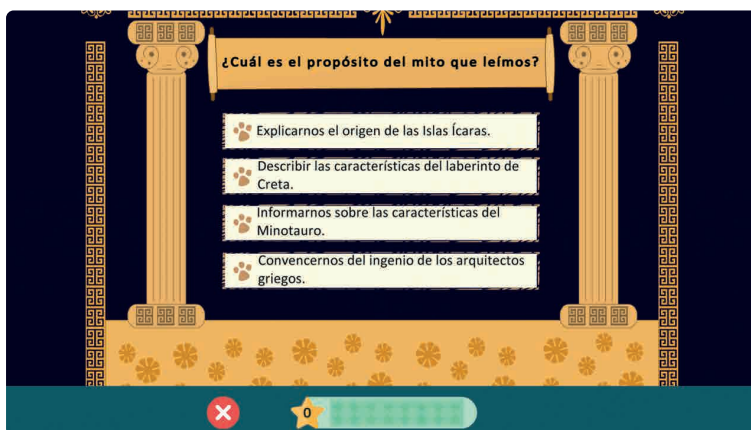 ¿Cuál es el propósito del mito que leímos?
Explicarnos el origen de las Islas Ícaras.
Describir las características del laberinto de
Creta.
Informarnos sobre las características del
Minotauro.
Convencernos del ingenio de los arquitectos
griegos.
0